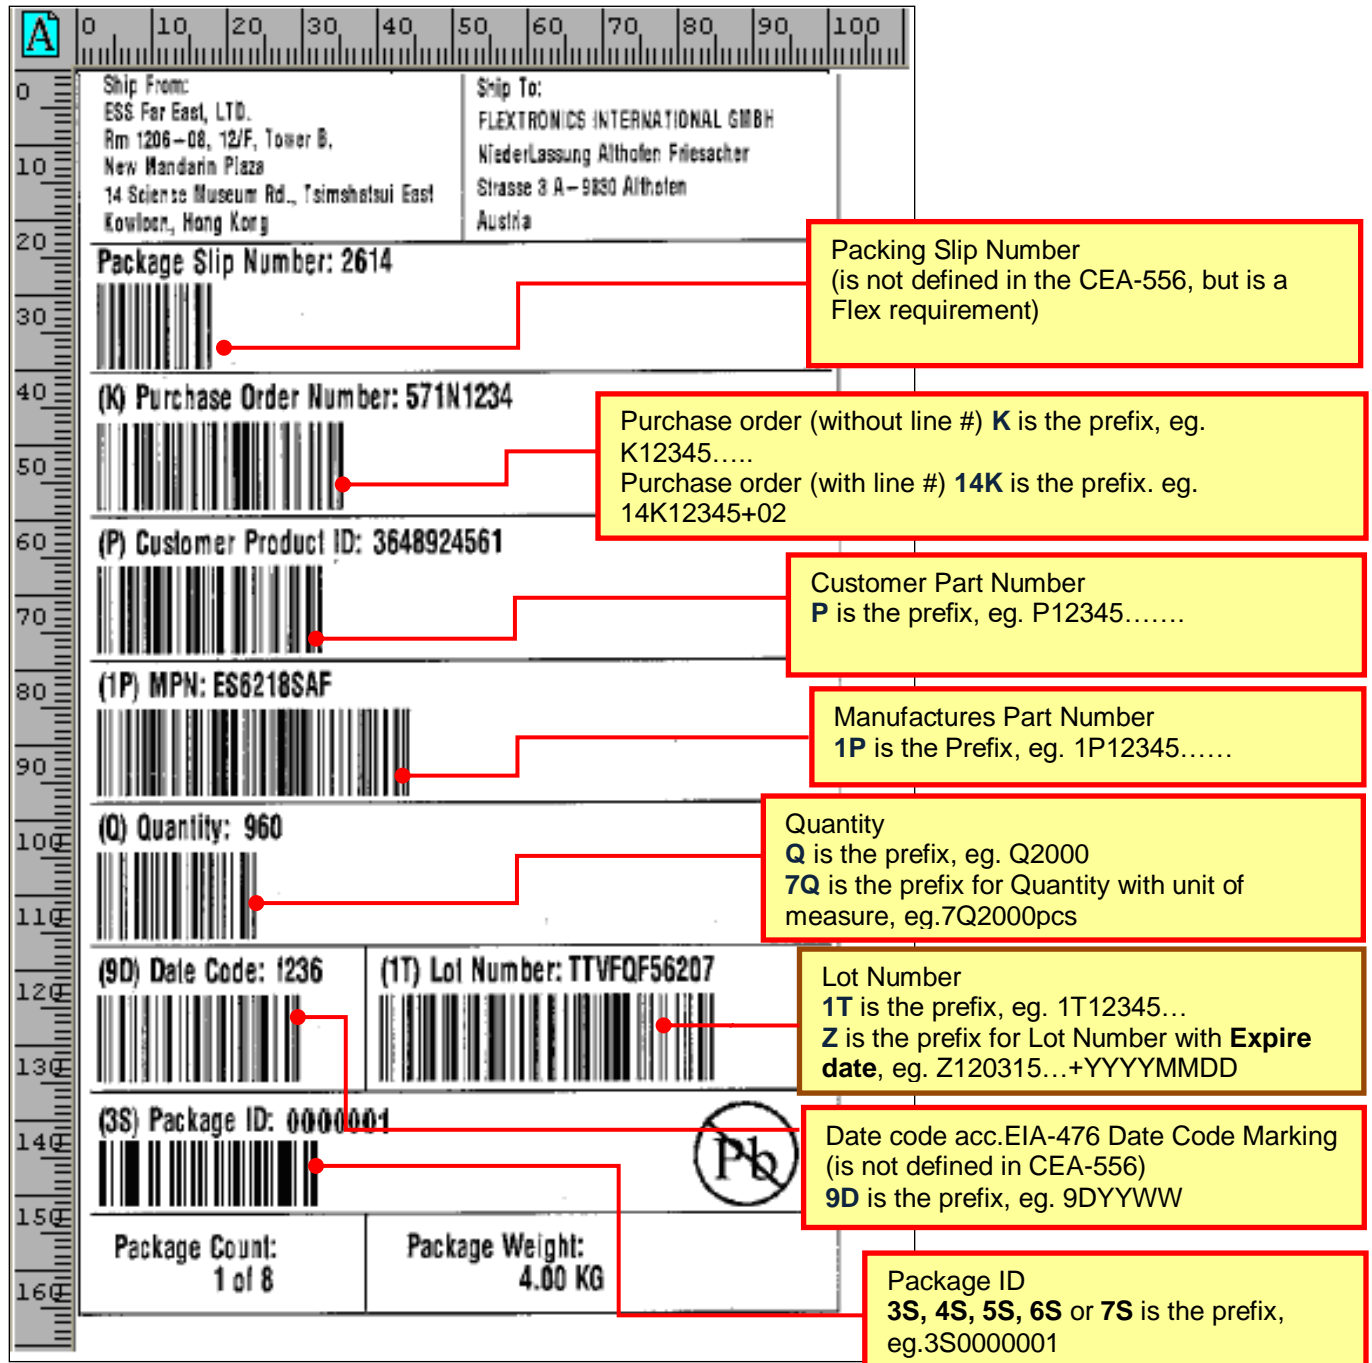 A
0 10 20 30 40 50 60 70 80 90 100
0
10
20
30
40
50
60
70
80
90
100
110
120
130
140
150
160
Ship From:
ESS Far East, LTD.
Rm 1206-08, 12/F, Tower B,
New Mandarin Plaza
14 Science Museum Rd., Tsimshatsui East
Kowloon, Hong Kong
Ship To:
FLEXTRONICS INTERNATIONAL GMBH
NiederLassung Althofen Friesacher
Strasse 3 A-9830 Althofen
Austria
Package Slip Number: 2614
Packing Slip Number
(is not defined in the CEA-556, but is a
Flex requirement)
(K) Purchase Order Number: 571N1234
Purchase order (without line #) K is the prefix, eg.
K12345…..
Purchase order (with line #) 14K is the prefix. eg.
14K12345+02
(P) Customer Product ID: 3648924561
Customer Part Number
P is the prefix, eg. P12345…….
(1P) MPN: ES6218SAF
Manufactures Part Number
1P is the Prefix, eg. 1P12345……
(Q) Quantity: 960
Quantity
Q is the prefix, eg. Q2000
7Q is the prefix for Quantity with unit of
measure, eg.7Q2000pcs
(9D) Date Code: f236
(1T) Lot Number: TTVFQF56207
Lot Number
1T is the prefix, eg. 1T12345…
Z is the prefix for Lot Number with Expire
date, eg. Z120315…+YYYYMMDD
(3S) Package ID: 0000001
Pb
Date code acc.EIA-476 Date Code Marking
(is not defined in CEA-556)
9D is the prefix, eg. 9DYYWW
Package Count:
1 of 8
Package Weight:
4.00 KG
Package ID
3S, 4S, 5S, 6S or 7S is the prefix,
eg.3S0000001